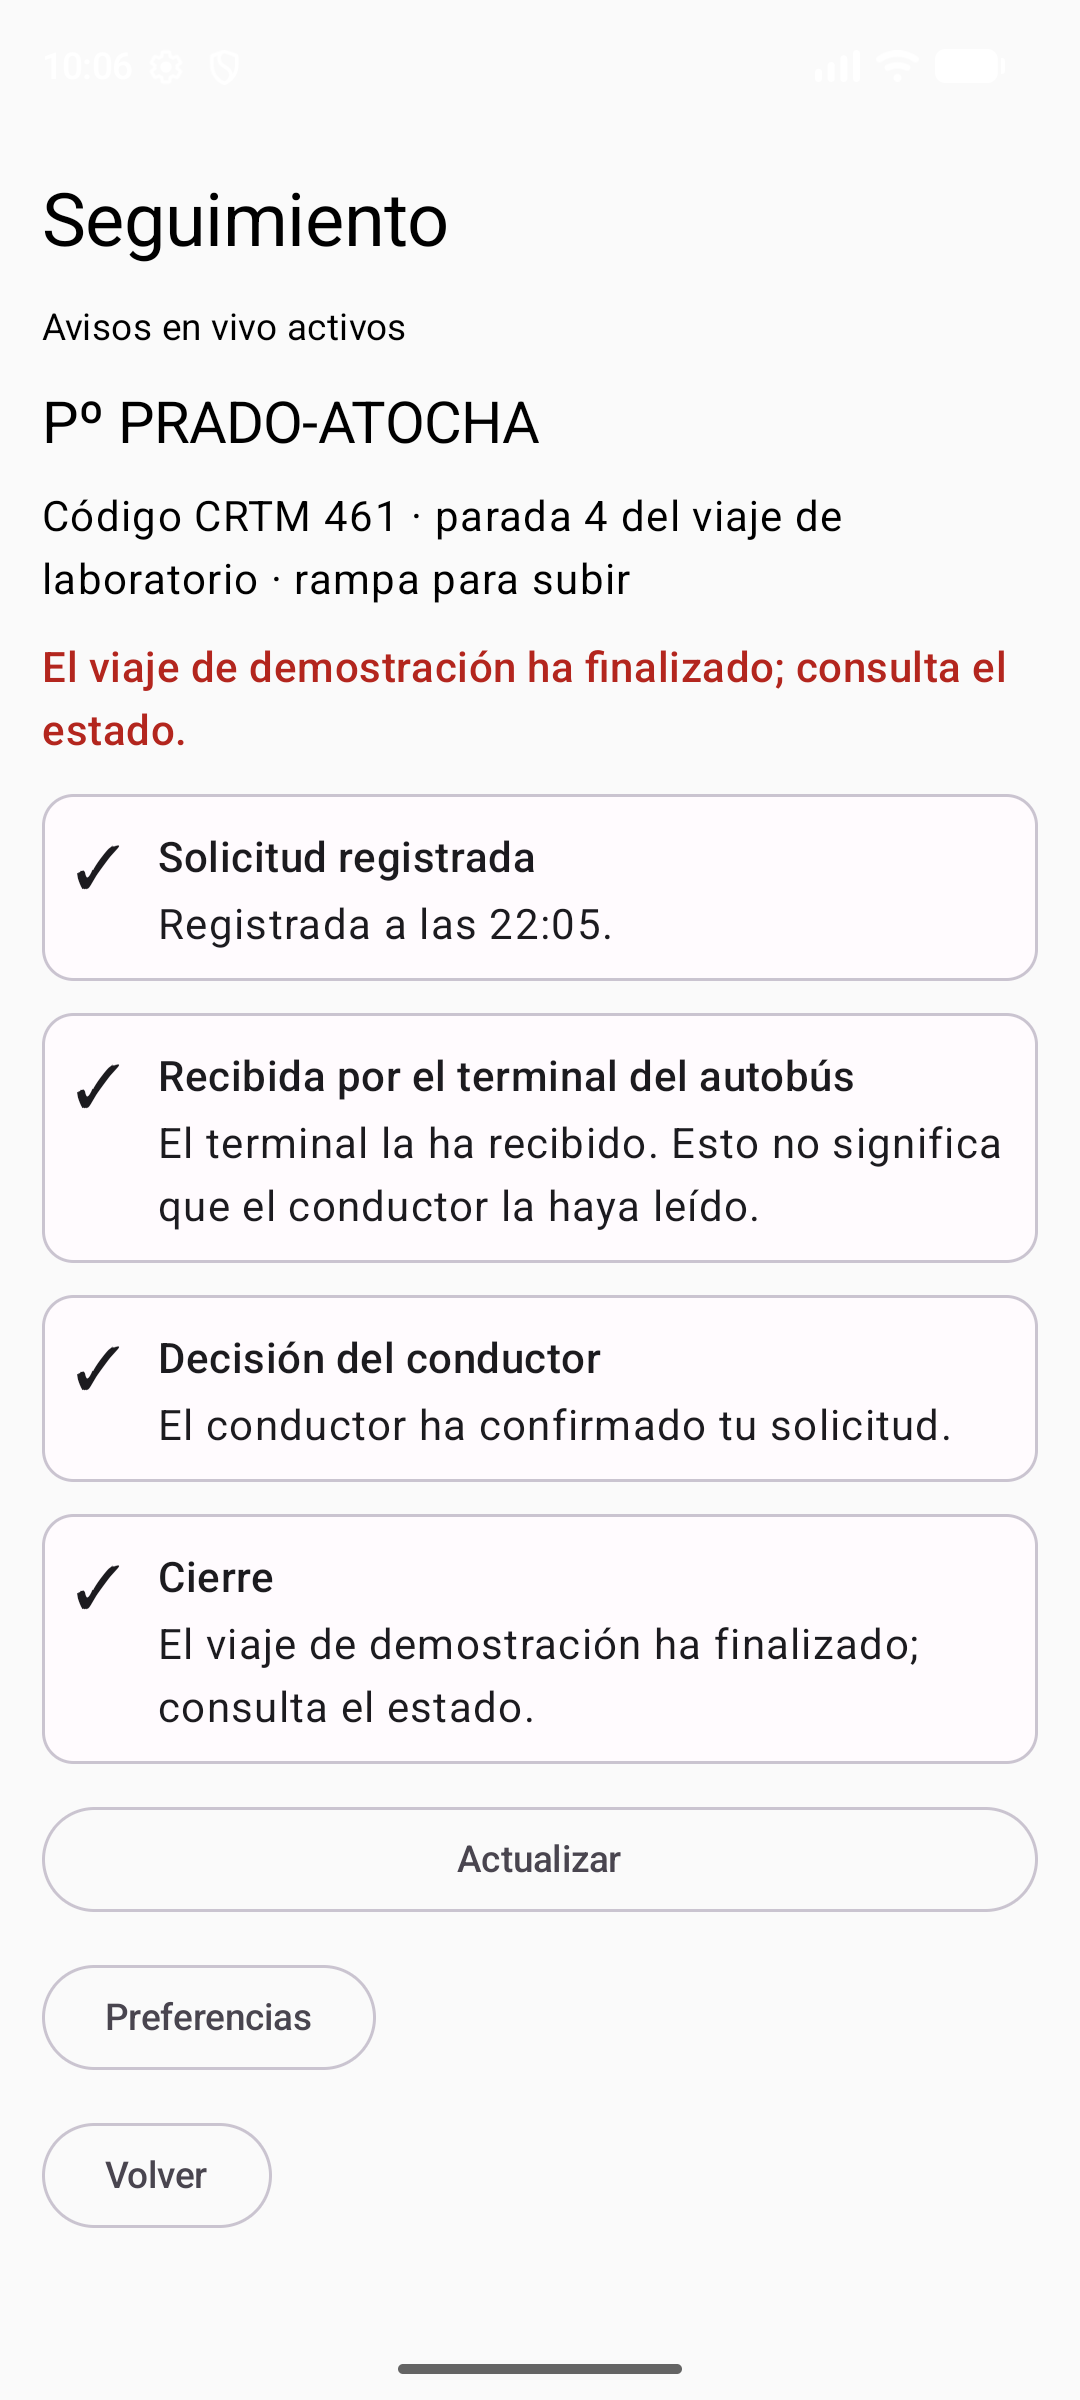 10:06
Seguimiento
Avisos en vivo activos
Pº PRADO-ATOCHA
Código CRTM 461 · parada 4 del viaje de
laboratorio · rampa para subir
El viaje de demostración ha finalizado; consulta el
estado.
✓ Solicitud registrada
Registrada a las 22:05.
✓ Recibida por el terminal del autobús
El terminal la ha recibido. Esto no significa
que el conductor la haya leído.
✓ Decisión del conductor
El conductor ha confirmado tu solicitud.
✓ Cierre
El viaje de demostración ha finalizado;
consulta el estado.
Actualizar
Preferencias
Volver